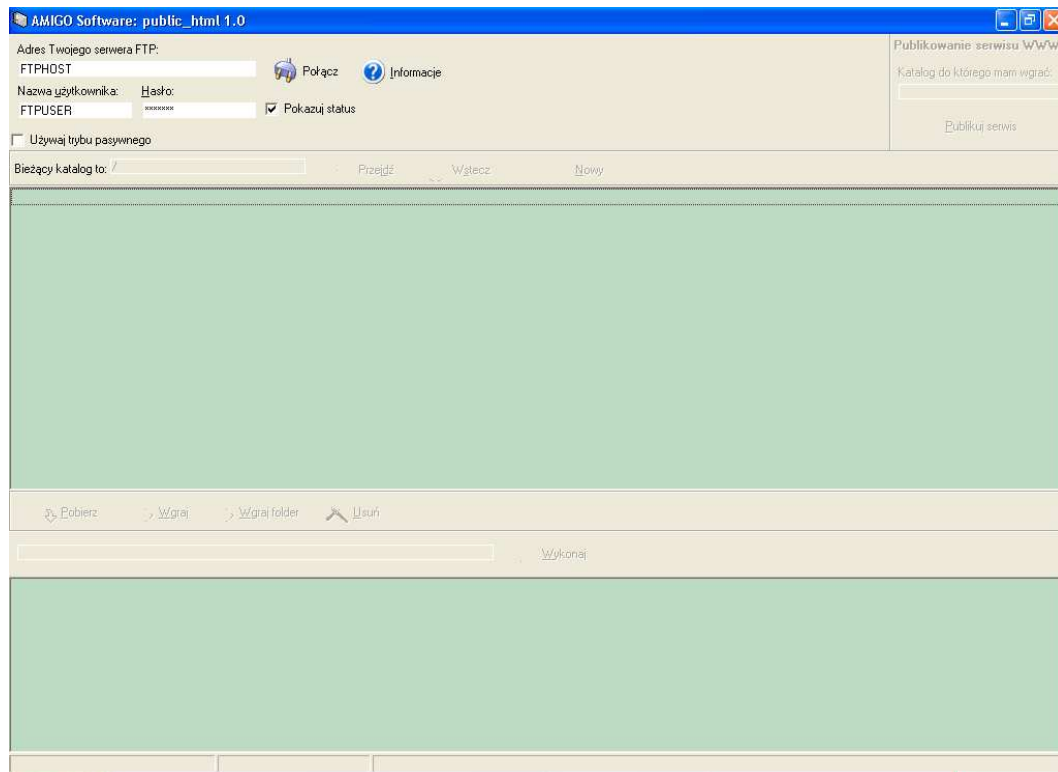 AMIGO Software: public_html 1.0
Adres Twojego serwera FTP:
FTPHOST
Połącz
Informacje
Nazwa użytkownika: Hasło:
FTPUSER ×××××××
Pokazuj status
Używaj trybu pasywnego
Publikowanie serwisu WWW
Katalog do którego mam wgrać:
Publikuj serwis
Bieżący katalog to: / Przejdź Wstecz Nowy
Pobierz Wgraj Wgraj folder Usuń
Wykonaj